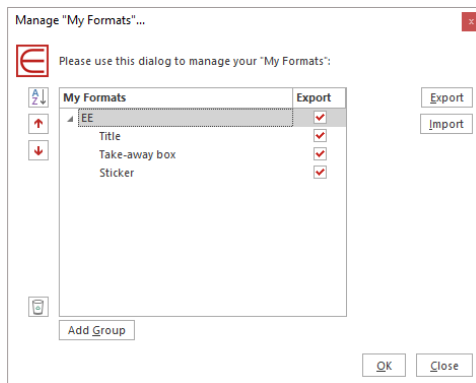 Manage "My Formats"...
x
Please use this dialog to manage your "My Formats":
A
Z
My Formats Export
EE
Title
Take-away box
Sticker
Export
Import
Add Group
OK
Close